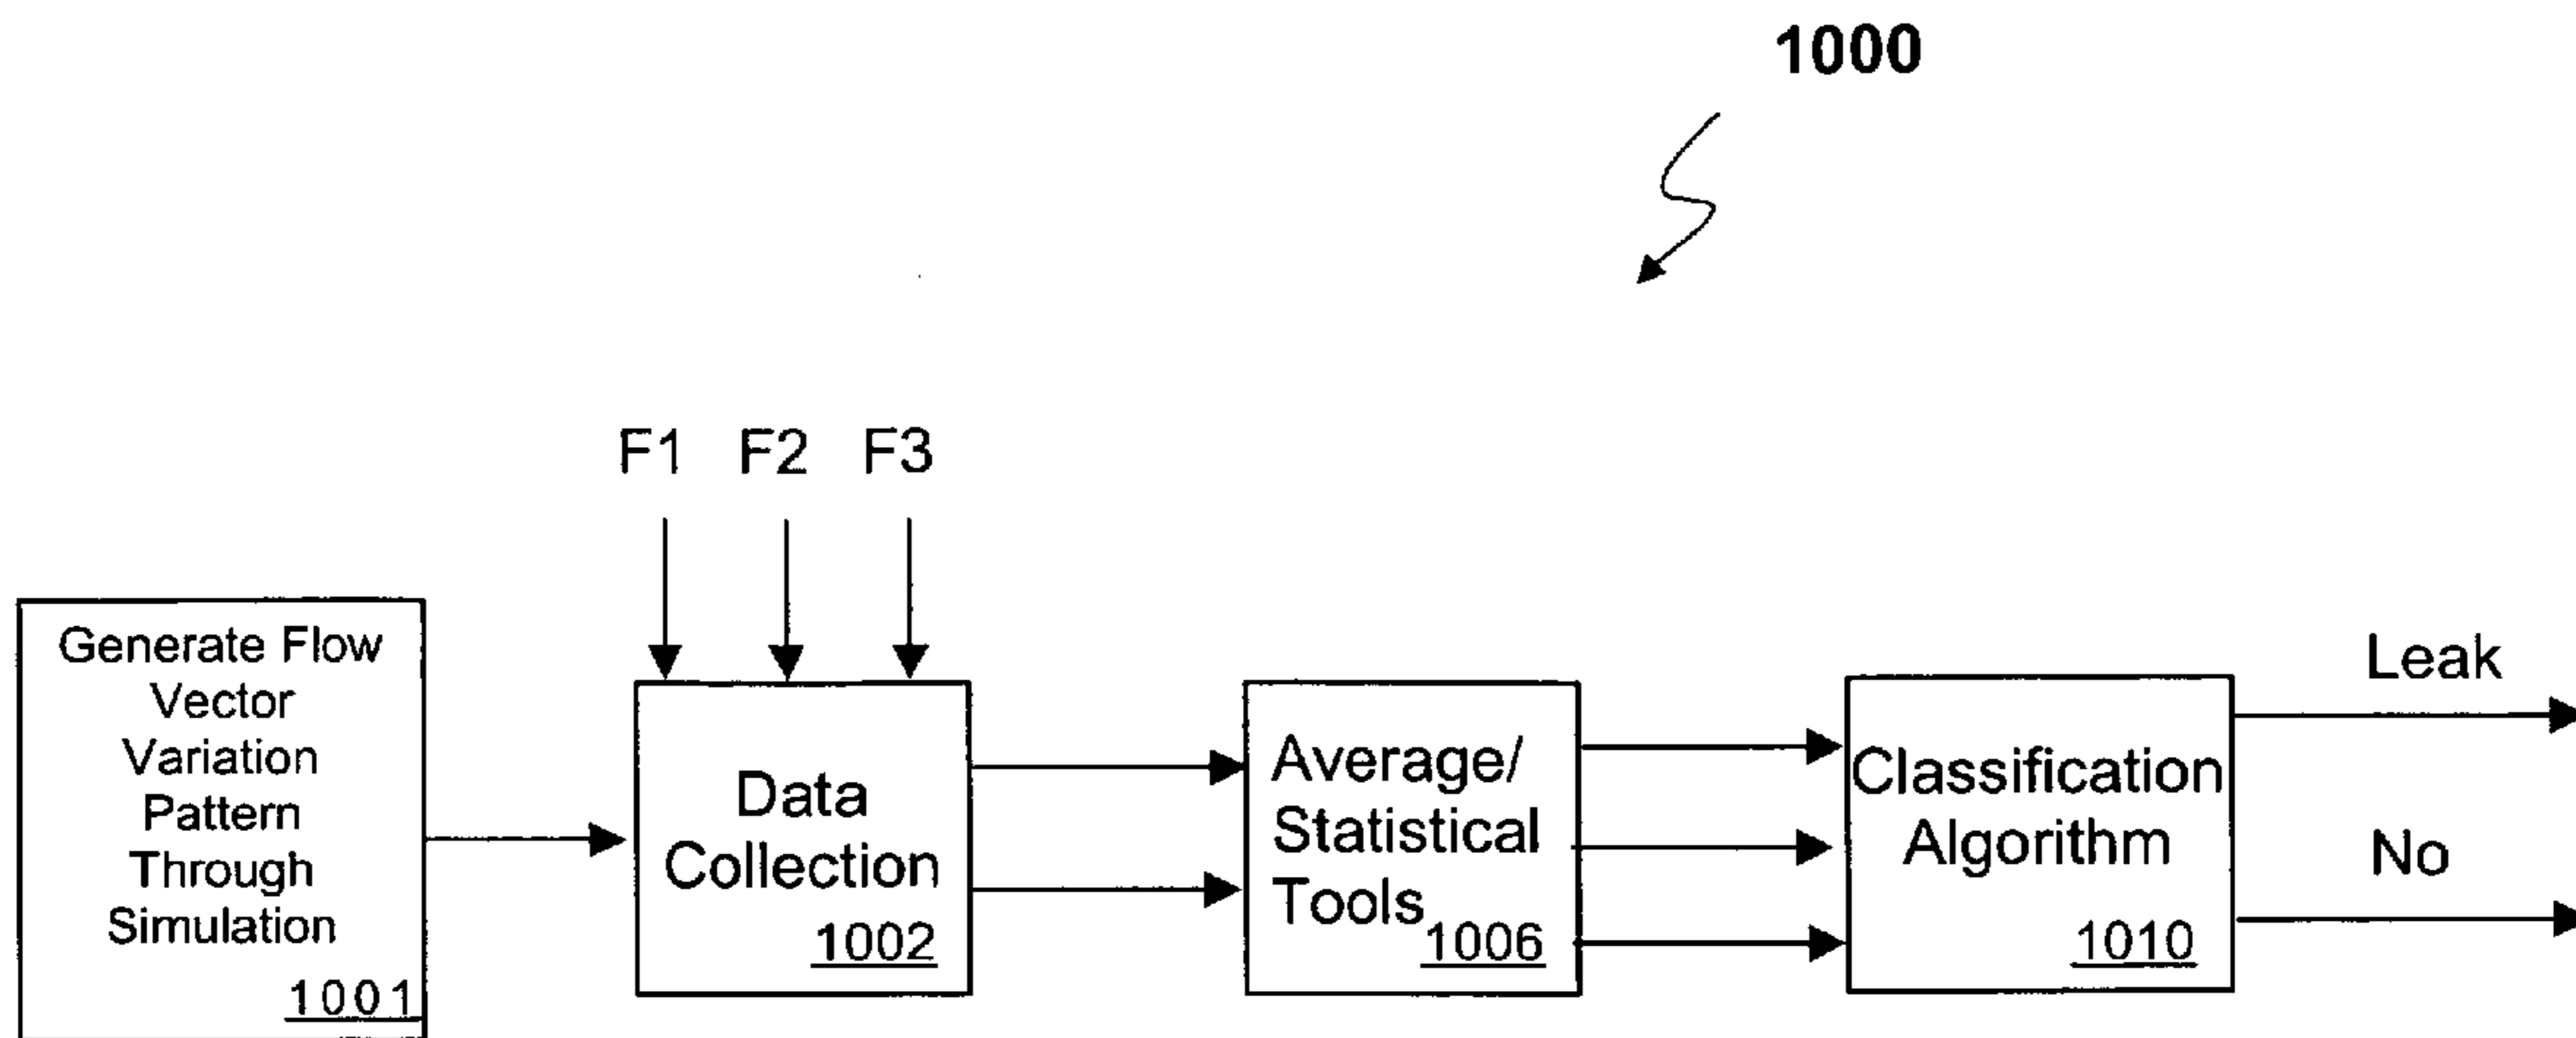 1000
F1 F2 F3
Generate Flow
Vector
Variation
Pattern
Through
Simulation
1001
Data
Collection
1002
Average/
Statistical
Tools
1006
Classification
Algorithm
1010
Leak
No